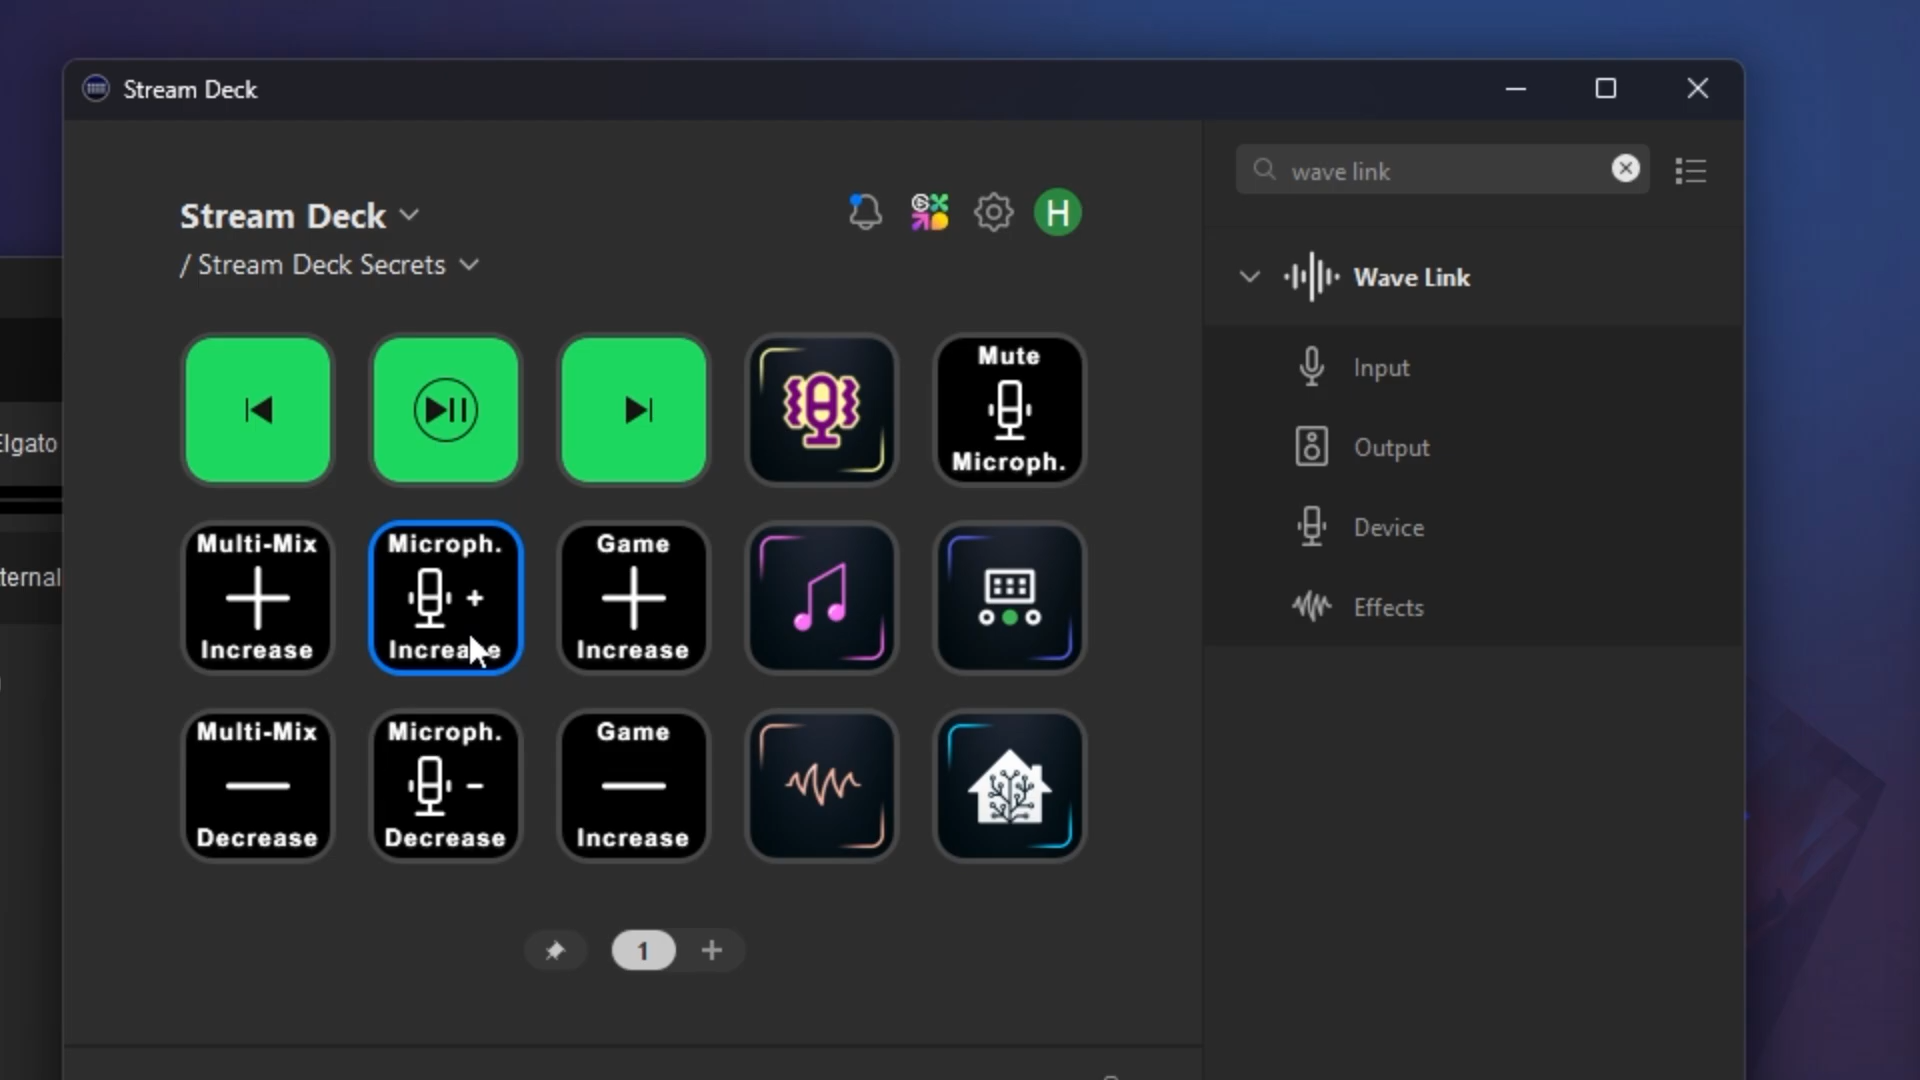 Stream Deck
wave link
Stream Deck
H
/ Stream Deck Secrets
Wave Link
Mute
Microph.
Input
Output
Device
Effects
Elgato
ternal
Multi-Mix
Increase
Microph.
Increase
Game
Increase
Multi-Mix
Decrease
Microph.
Decrease
Game
Increase
1